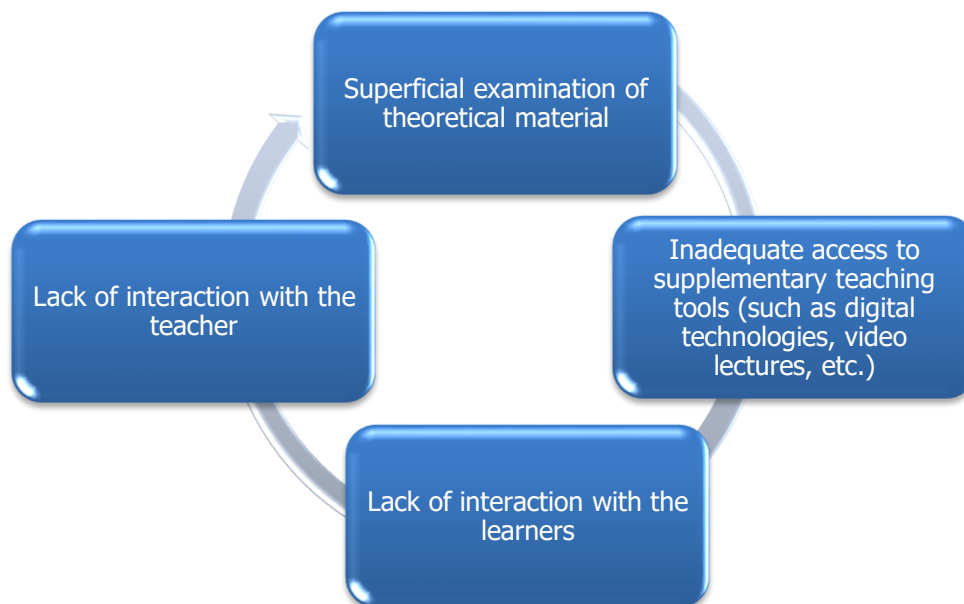 Superficial examination of
theoretical material
Inadequate access to
supplementary teaching
tools (such as digital
technologies, video
lectures, etc.)
Lack of interaction with the
learners
Lack of interaction with the
teacher